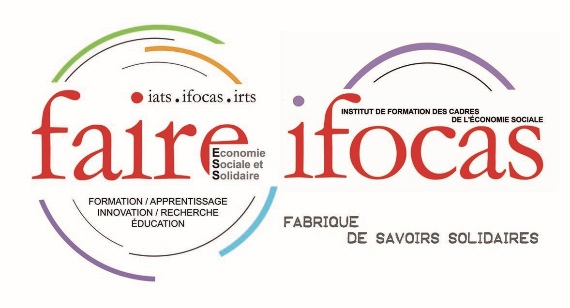 iats.ifocas.irts
faire
Economie
Sociale et
Solidaire
FORMATION / APPRENTISSAGE
INNOVATION / RECHERCHE
ÉDUCATION
INSTITUT DE FORMATION DES CADRES
DE L'ÉCONOMIE SOCIALE
ifocas
FABRIQUE
DE SAVOIRS SOLIDAIRES